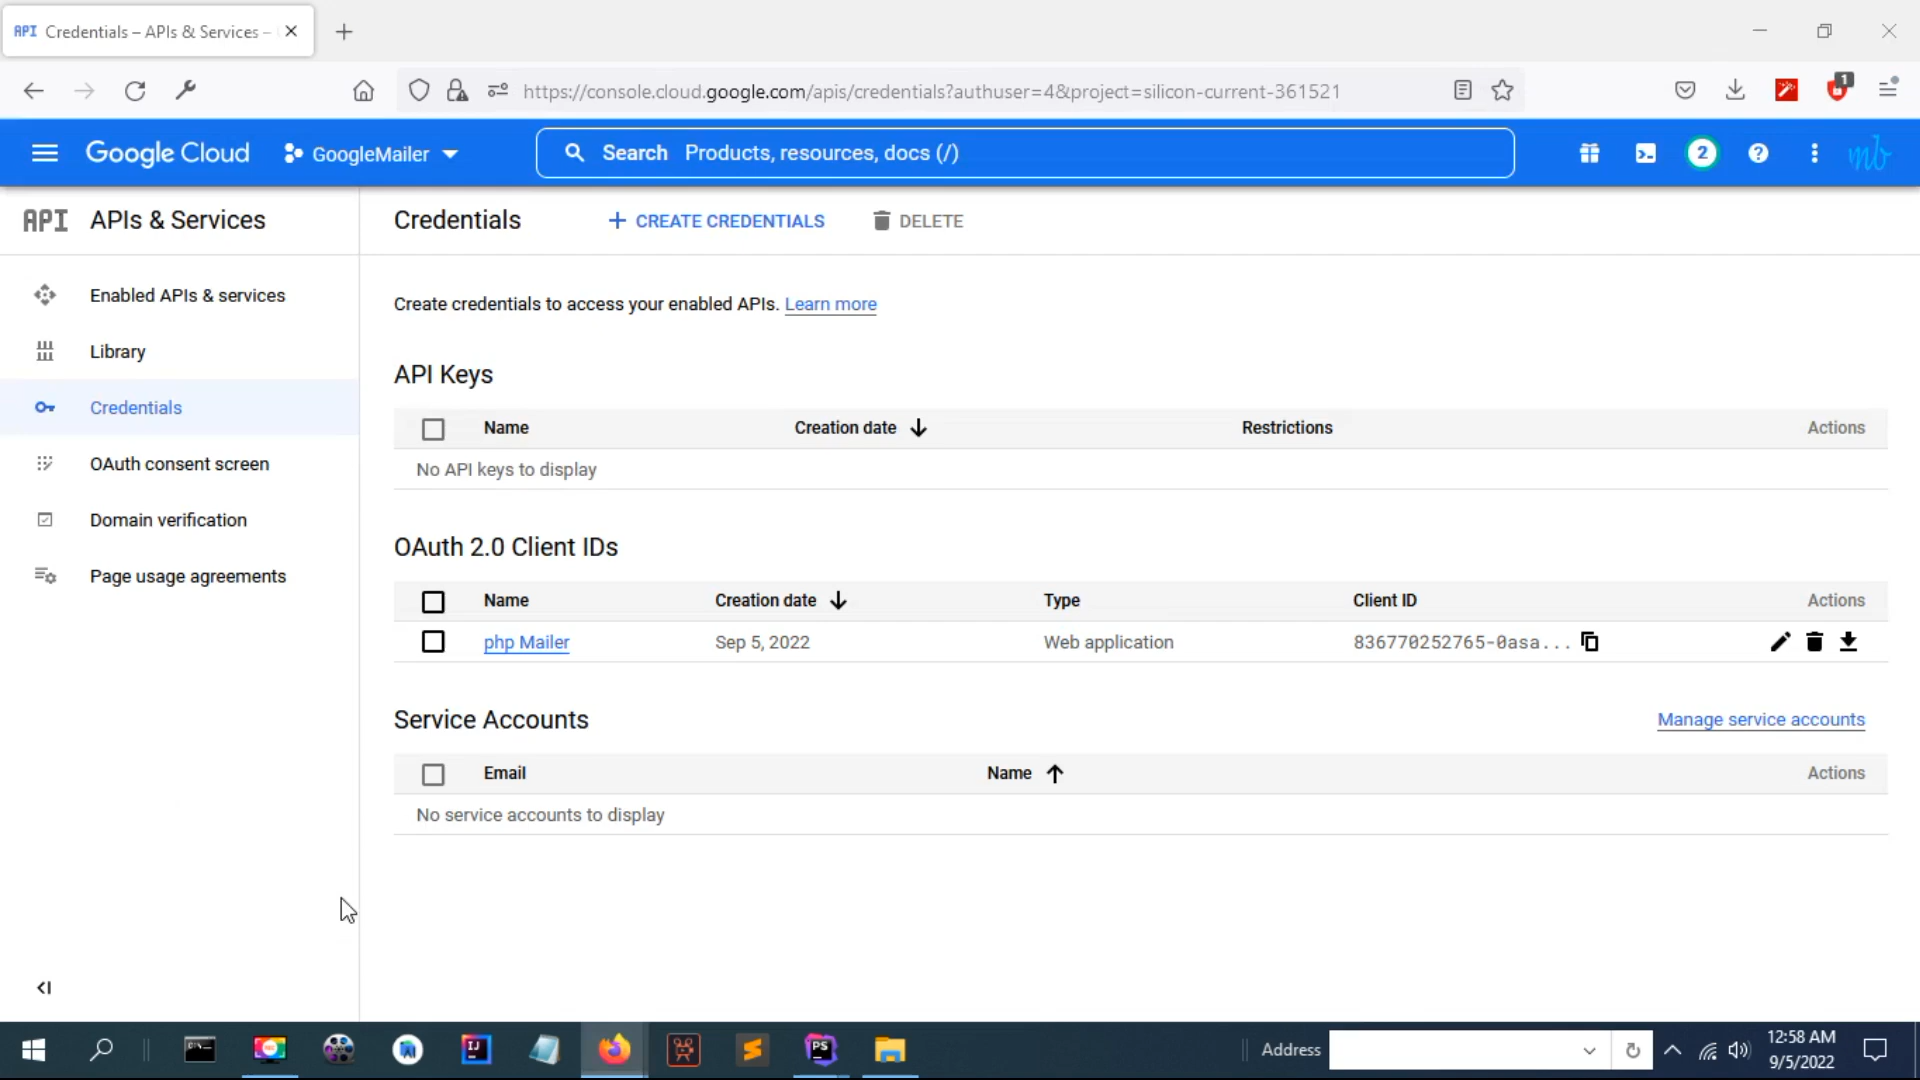 API Credentials – APIs & Services –
https://console.cloud.google.com/apis/credentials?authuser=4&project=silicon-current-361521
1
Google Cloud
GoogleMailer
Search Products, resources, docs (/)
2
mb
API APIs & Services
Credentials
CREATE CREDENTIALS
DELETE
Enabled APIs & services
Library
Credentials
OAuth consent screen
Domain verification
Page usage agreements
Create credentials to access your enabled APIs. Learn more
API Keys
Name Creation date Restrictions Actions
No API keys to display
OAuth 2.0 Client IDs
Name Creation date Type Client ID Actions
php Mailer Sep 5, 2022 Web application 836770252765-0asa...
Service Accounts
Manage service accounts
Email Name Actions
No service accounts to display
IJ
PS
Address
12:58 AM
9/5/2022